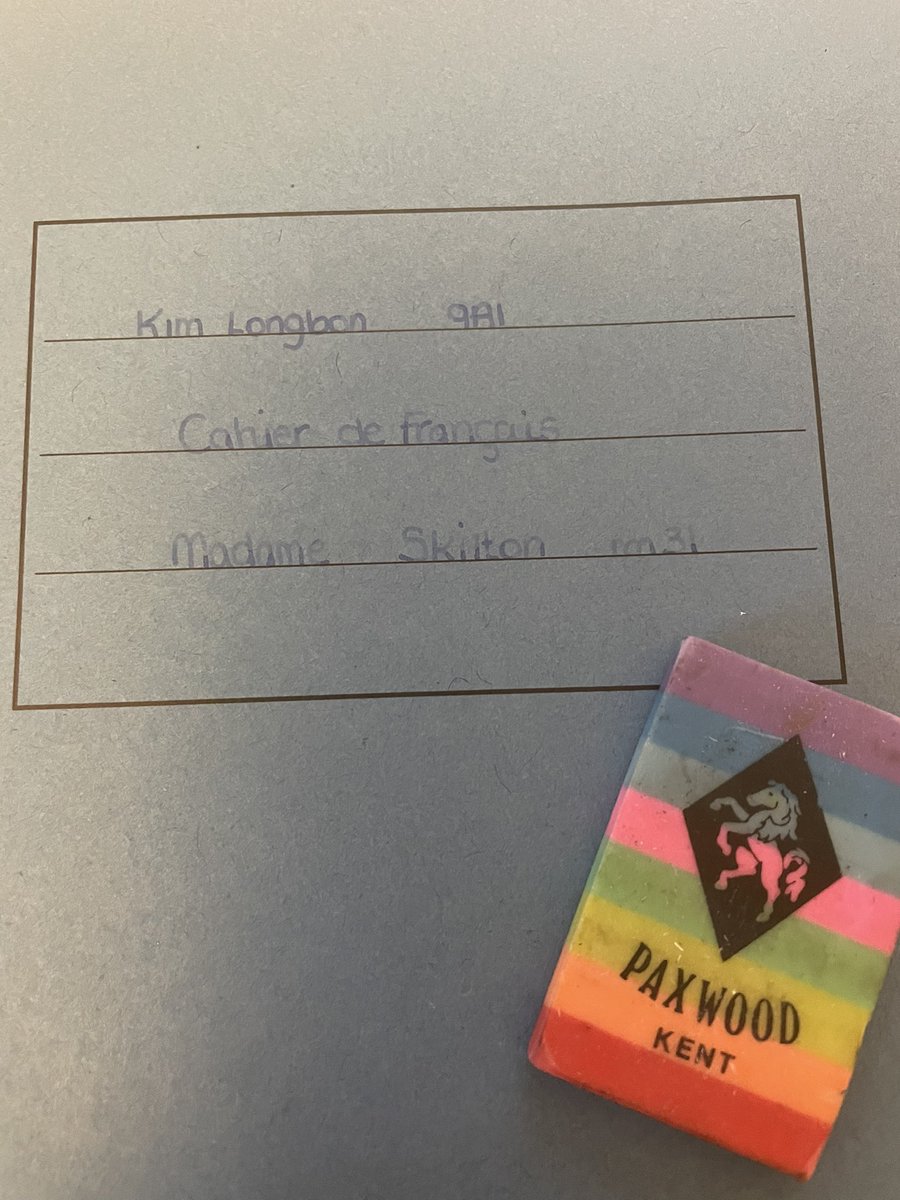 Kim Longbon 9A1
Cahier de français
Madame Skilton rm31
PAXWOOD
KENT